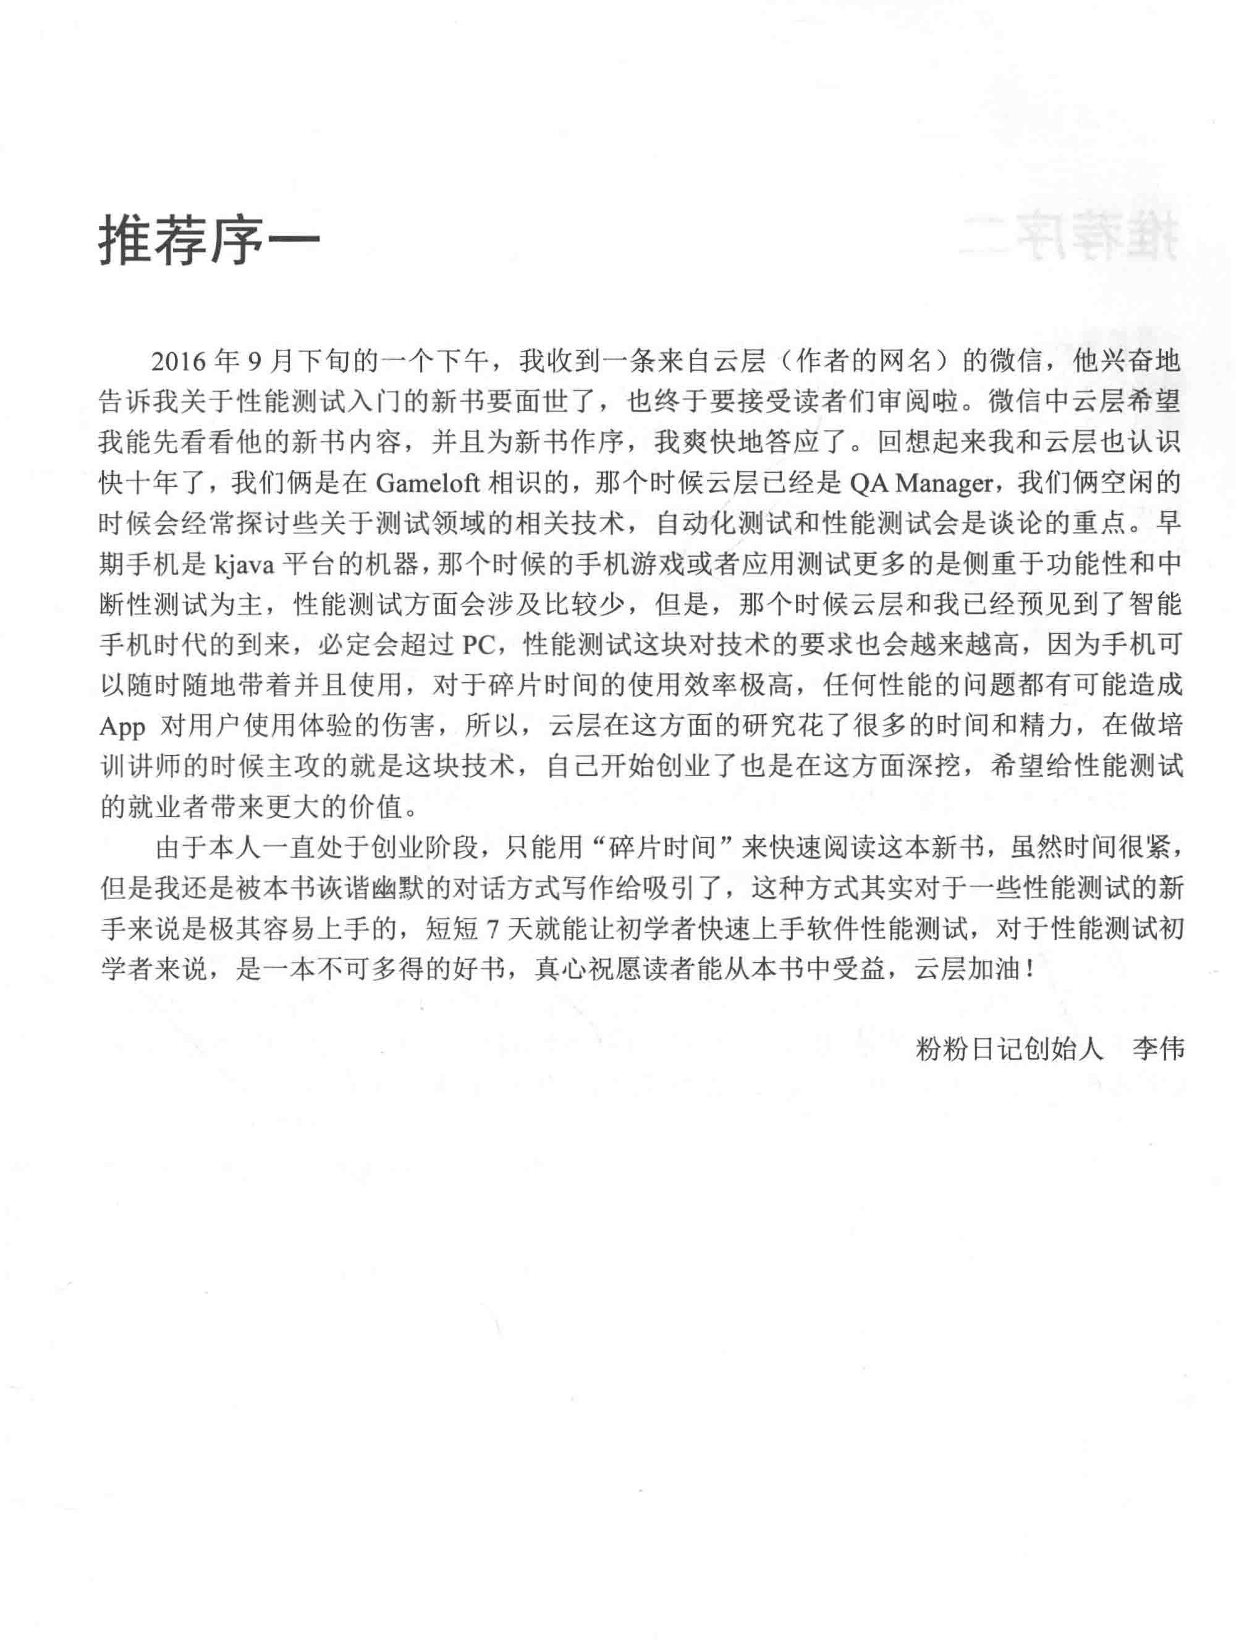 推荐序一
2016 年 9 月下旬的一个下午，我收到一条来自云层（作者的网名）的微信，他兴奋地
告诉我关于性能测试入门的新书要面世了，也终于要接受读者们审阅啦。微信中云层希望
我能先看看他的新书内容，并且为新书作序，我爽快地答应了。回想起来我和云层也认识
快十年了，我们俩是在 Gameloft 相识的，那个时候云层已经是 QA Manager，我们俩空闲的
时候会经常探讨些关于测试领域的相关技术，自动化测试和性能测试会是谈论的重点。早
期手机是 kjava 平台的机器，那个时候的手机游戏或者应用测试更多的是侧重于功能性和中
断性测试为主，性能测试方面会涉及比较少，但是，那个时候云层和我已经预见到了智能
手机时代的到来，必定会超过 PC，性能测试这块对技术的要求也会越来越高，因为手机可
以随时随地带着并且使用，对于碎片时间的使用效率极高，任何性能的问题都有可能造成
App 对用户使用体验的伤害，所以，云层在这方面的研究花了很多的时间和精力，在做培
训讲师的时候主攻的就是这块技术，自己开始创业了也是在这方面深挖，希望给性能测试
的就业者带来更大的价值。
由于本人一直处于创业阶段，只能用“碎片时间”来快速阅读这本新书，虽然时间很紧，
但是我还是被本书诙谐幽默的对话方式写作给吸引了，这种方式其实对于一些性能测试的新
手来说是极其容易上手的，短短 7 天就能让初学者快速上手软件性能测试，对于性能测试初
学者来说，是一本不可多得的好书，真心祝愿读者能从本书中受益，云层加油！
粉粉日记创始人 李伟